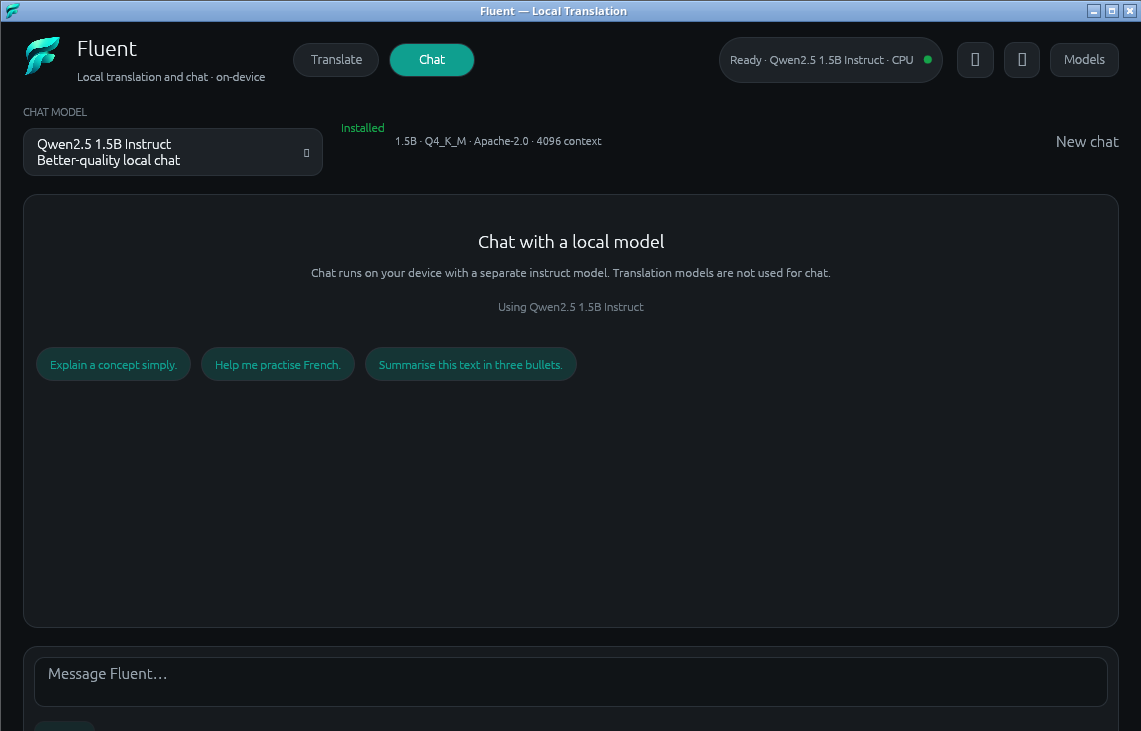 Fluent — Local Translation
Fluent
Local translation and chat · on-device
Translate
Chat
Ready · Qwen2.5 1.5B Instruct · CPU
Models
CHAT MODEL
Qwen2.5 1.5B Instruct
Better-quality local chat
Installed
1.5B · Q4_K_M · Apache-2.0 · 4096 context
New chat
Chat with a local model
Chat runs on your device with a separate instruct model. Translation models are not used for chat.
Using Qwen2.5 1.5B Instruct
Explain a concept simply.
Help me practise French.
Summarise this text in three bullets.
Message Fluent…